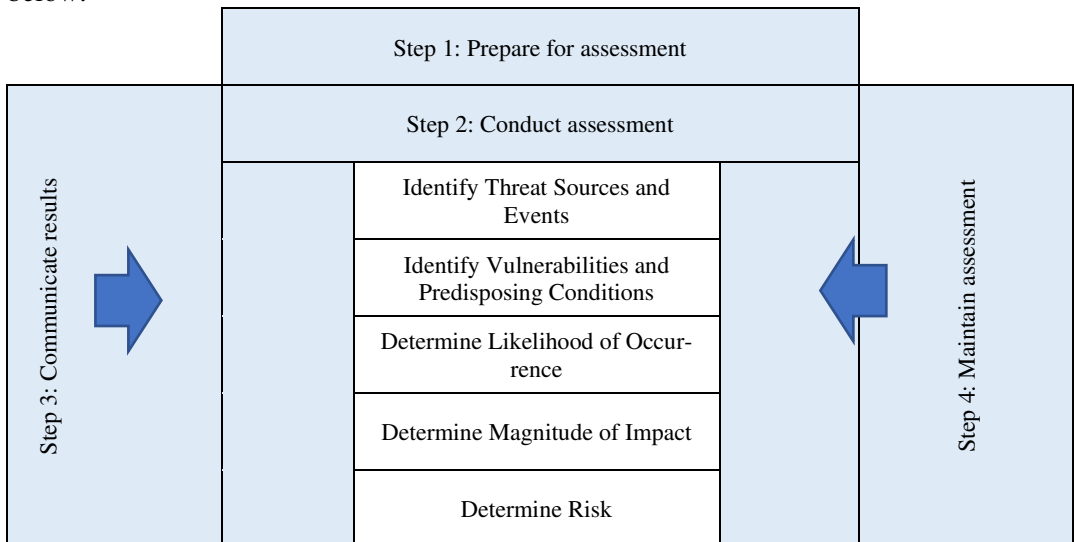 below.
Step 1: Prepare for assessment
Step 2: Conduct assessment
Step 3: Communicate results
Identify Threat Sources and
Events
Identify Vulnerabilities and
Predisposing Conditions
Determine Likelihood of Occur-
rence
Determine Magnitude of Impact
Determine Risk
Step 4: Maintain assessment